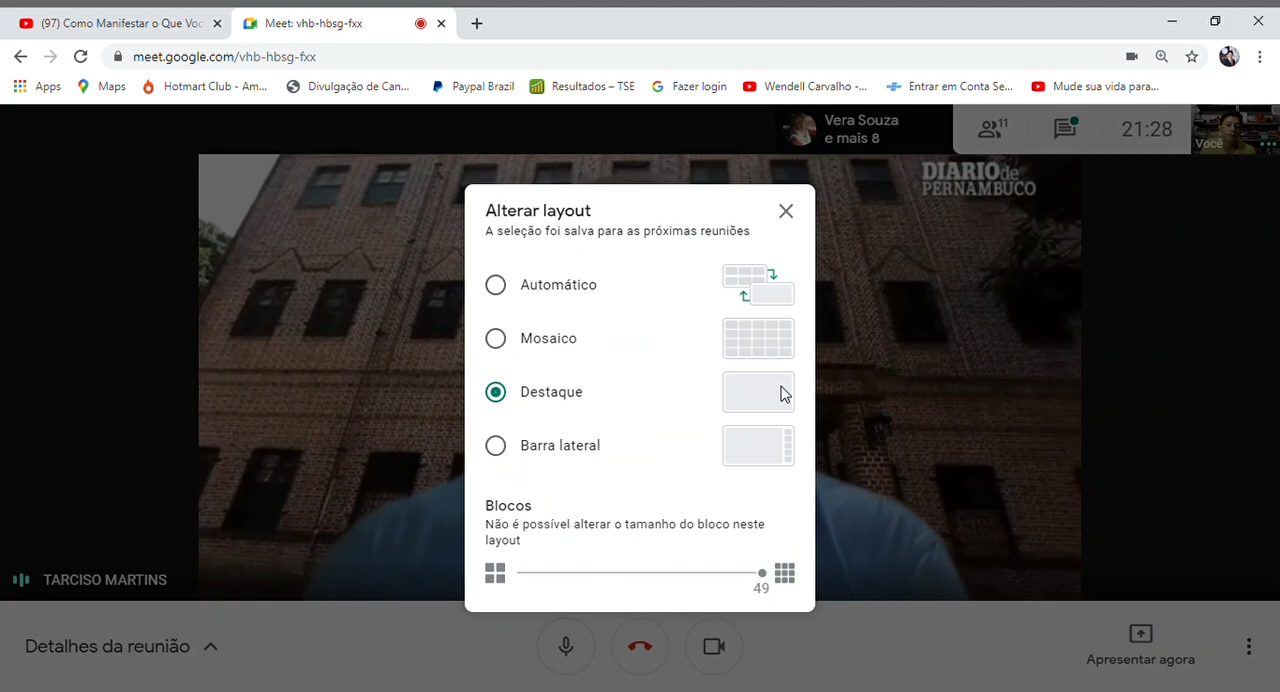 (97) Como Manifestar o Que Voc
Meet: vhb-hbsg-fxx
meet.google.com/vhb-hbsg-fxx
Apps
Maps
Hotmart Club - Am...
Divulgação de Can...
Paypal Brazil
Resultados – TSE
Fazer login
Wendell Carvalho -...
Entrar em Conta Se...
Mude sua vida para...
Vera Souza
e mais 8
11
21:28
Você
DIARIO de
PERNAMBUCO
Alterar layout
A seleção foi salva para as próximas reuniões
Automático
Mosaico
Destaque
Barra lateral
Blocos
Não é possível alterar o tamanho do bloco neste
layout
49
TARCISO MARTINS
Detalhes da reunião
Apresentar agora